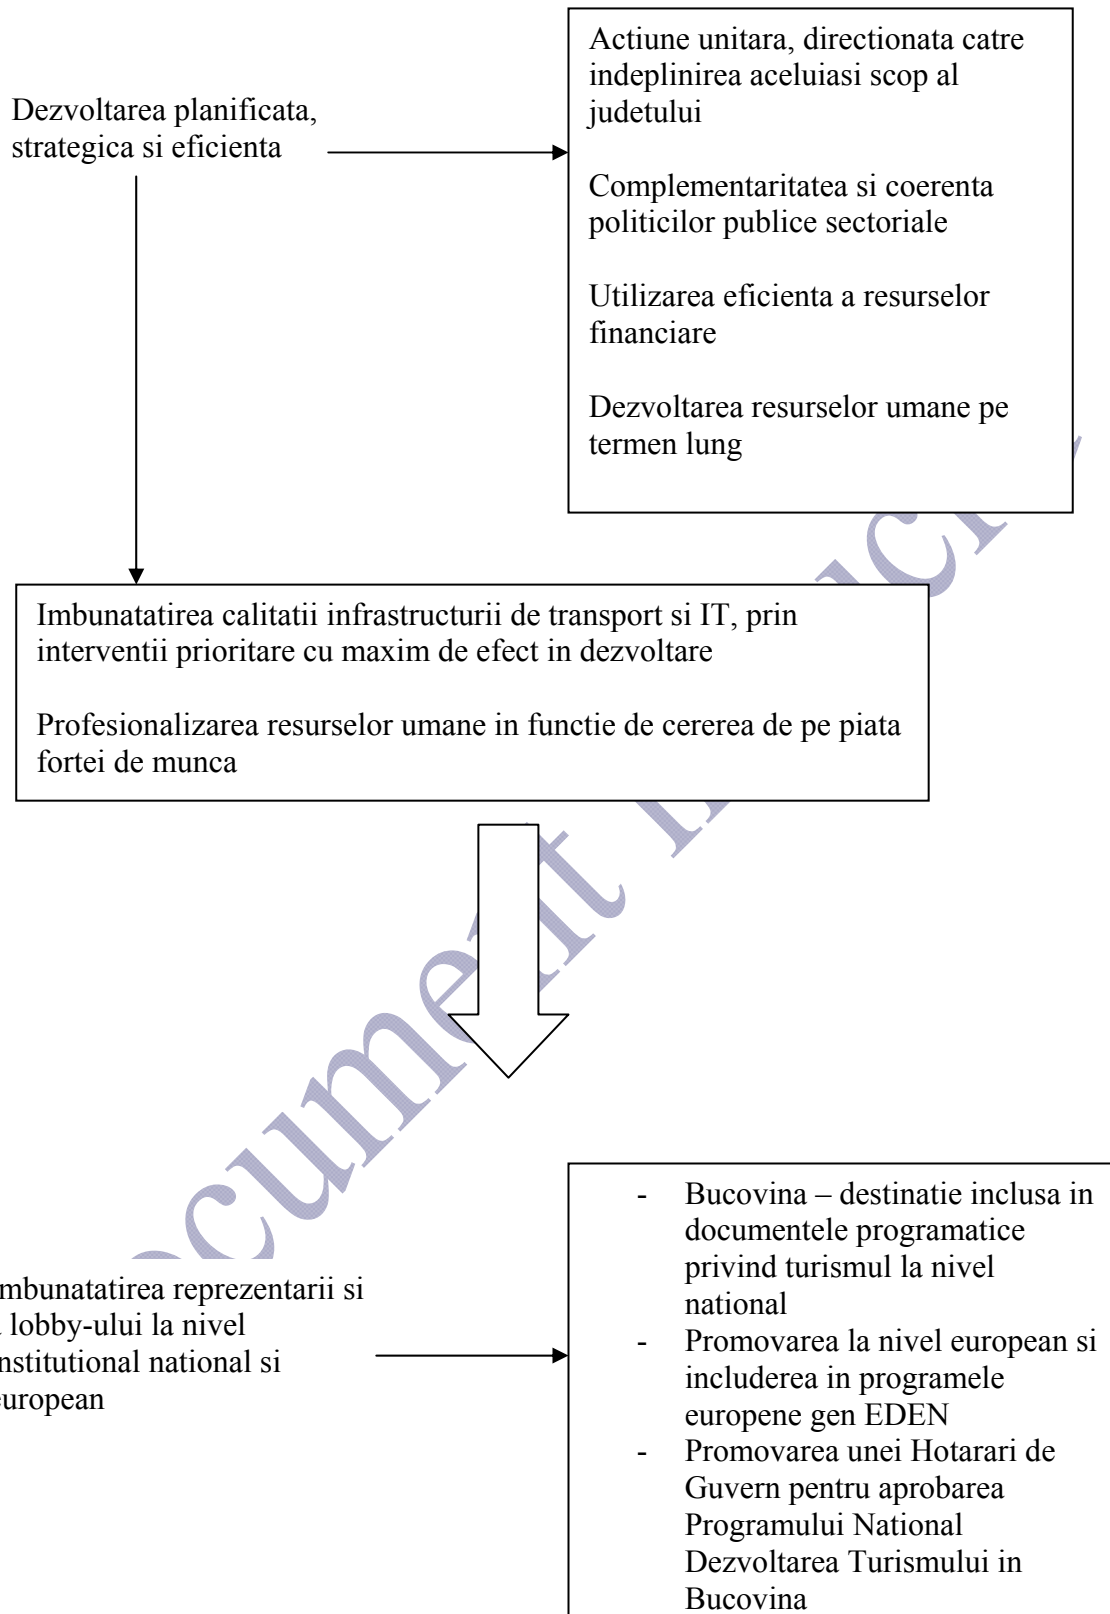 Actiune unitara, directionata catre
indeplinirea aceluiasi scop al
judetului
Dezvoltarea planificata,
strategica si eficienta
Complementaritatea si coerenta
politicilor publice sectoriale
Utilizarea eficienta a resurselor
financiare
Dezvoltarea resurselor umane pe
termen lung
Imbunatatirea calitatii infrastructurii de transport si IT, prin
interventii prioritare cu maxim de efect in dezvoltare
Profesionalizarea resurselor umane in functie de cererea de pe piata
fortei de munca
- Bucovina – destinatie inclusa in
documentele programatice
privind turismul la nivel
national
- Promovarea la nivel european si
includerea in programele
europene gen EDEN
- Promovarea unei Hotarari de
Guvern pentru aprobarea
Programului National
Dezvoltarea Turismului in
Bucovina
mbunatatirea reprezentarii si
lobby-ului la nivel
nstitutional national si
european